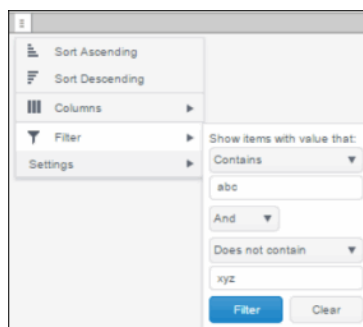 Sort Ascending
Sort Descending
Columns
Filter
Settings
Show items with value that:
Contains
abc
And
Does not contain
xyz
Filter
Clear